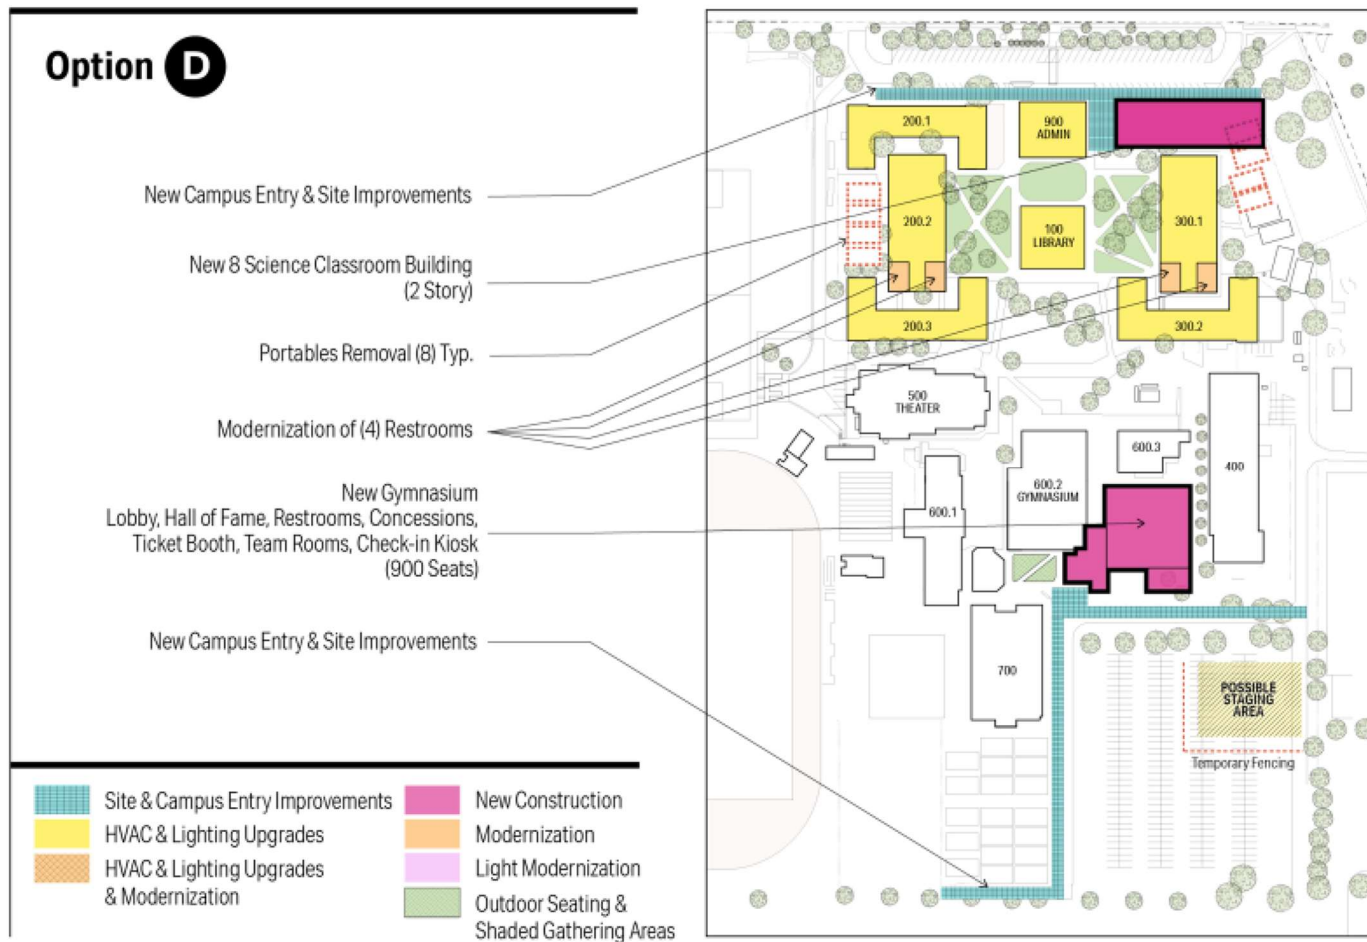 Option D
New Campus Entry & Site Improvements
New 8 Science Classroom Building
(2 Story)
Portables Removal (8) Typ.
Modernization of (4) Restrooms
New Gymnasium
Lobby, Hall of Fame, Restrooms, Concessions,
Ticket Booth, Team Rooms, Check-in Kiosk
(900 Seats)
New Campus Entry & Site Improvements
Site & Campus Entry Improvements
HVAC & Lighting Upgrades
HVAC & Lighting Upgrades
& Modernization
New Construction
Modernization
Light Modernization
Outdoor Seating &
Shaded Gathering Areas
200.1
900
ADMIN
200.2
100
LIBRARY
300.1
200.3
300.2
500
THEATER
600.3
400
600.2
GYMNASIUM
600.1
700
POSSIBLE
STAGING
AREA
Temporary Fencing